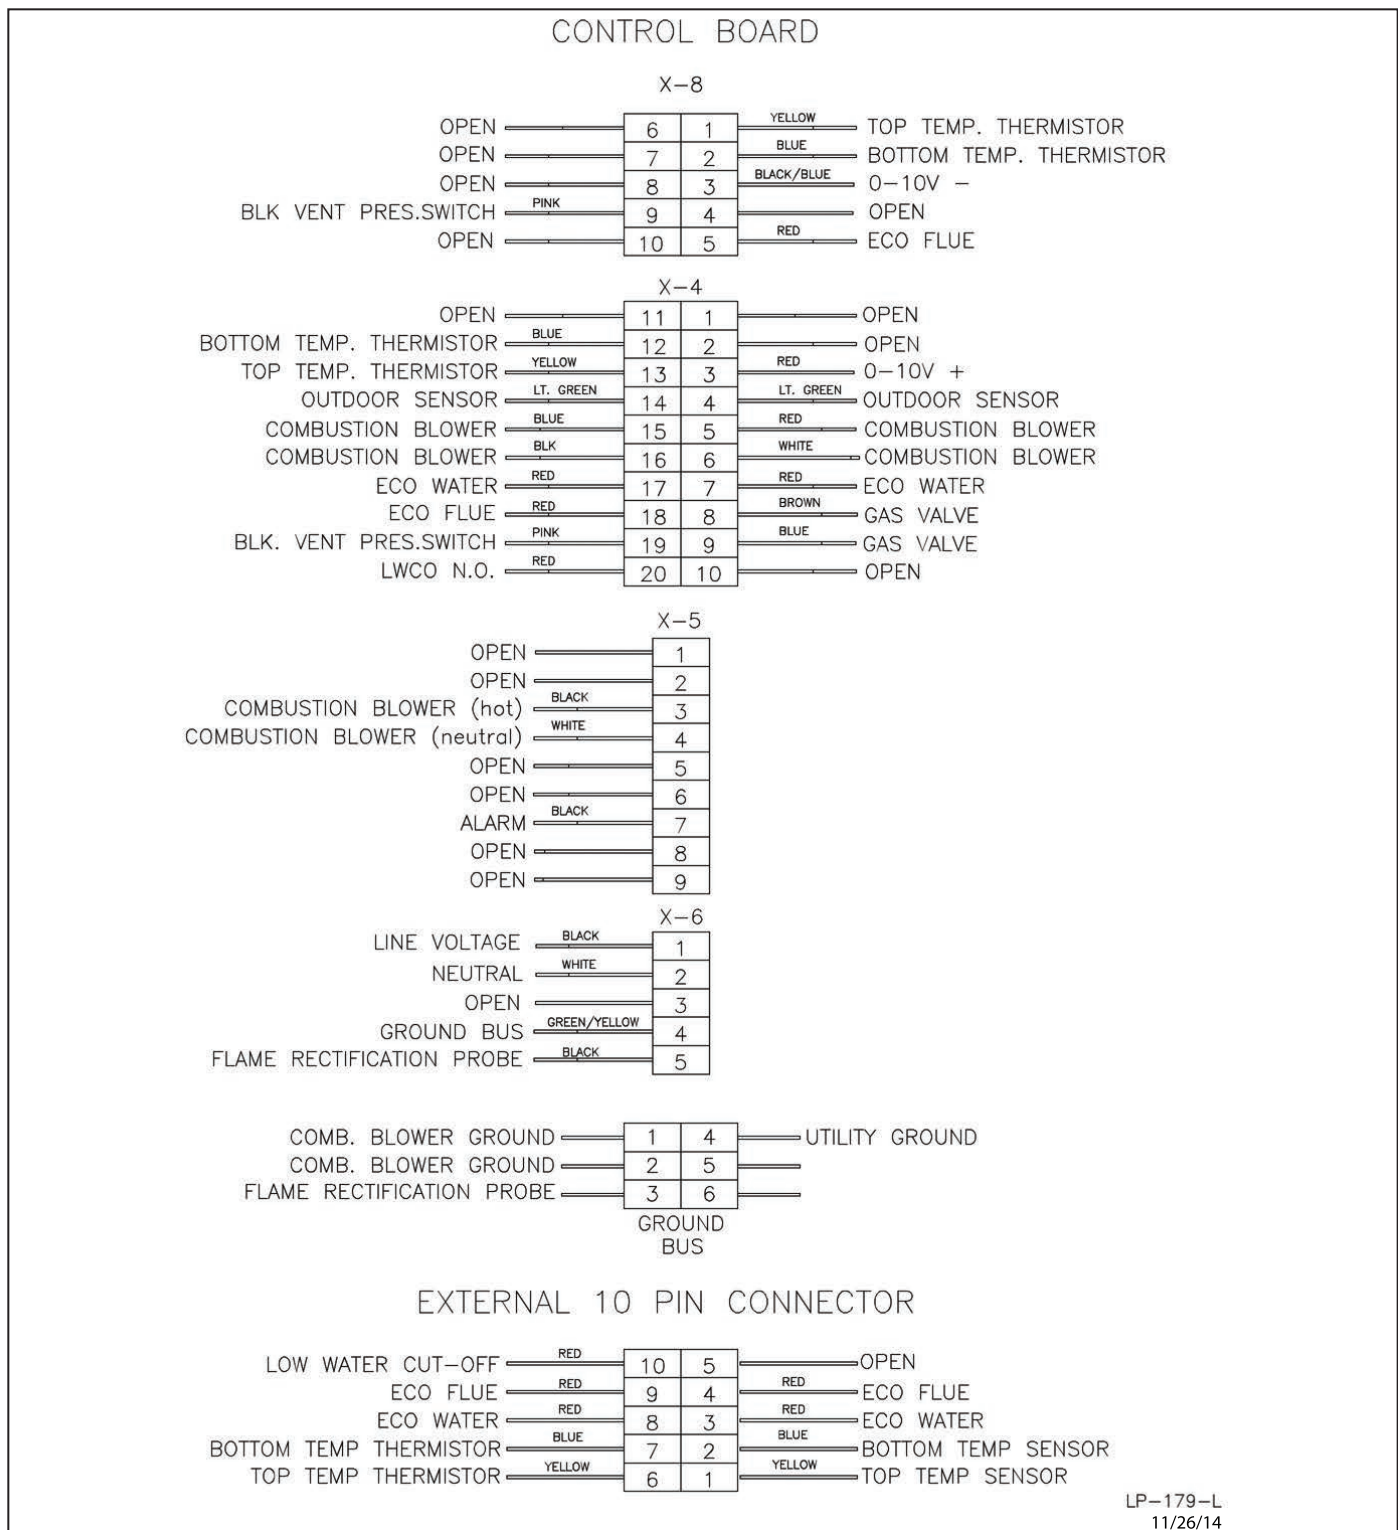 CONTROL BOARD
X-8
OPEN 6 1 YELLOW TOP TEMP. THERMISTOR
OPEN 7 2 BLUE BOTTOM TEMP. THERMISTOR
OPEN 8 3 BLACK/BLUE 0-10V -
BLK VENT PRES.SWITCH PINK 9 4 OPEN
OPEN 10 5 RED ECO FLUE
X-4
OPEN 11 1 OPEN
BOTTOM TEMP. THERMISTOR BLUE 12 2 OPEN
TOP TEMP. THERMISTOR YELLOW 13 3 RED 0-10V +
OUTDOOR SENSOR LT. GREEN 14 4 LT. GREEN OUTDOOR SENSOR
COMBUSTION BLOWER BLUE 15 5 RED COMBUSTION BLOWER
COMBUSTION BLOWER BLK 16 6 WHITE COMBUSTION BLOWER
ECO WATER RED 17 7 RED ECO WATER
ECO FLUE RED 18 8 BROWN GAS VALVE
BLK. VENT PRES.SWITCH PINK 19 9 BLUE GAS VALVE
LWCO N.O. RED 20 10 OPEN
X-5
OPEN 1
OPEN 2
COMBUSTION BLOWER (hot) BLACK 3
COMBUSTION BLOWER (neutral) WHITE 4
OPEN 5
OPEN 6
ALARM BLACK 7
OPEN 8
OPEN 9
X-6
LINE VOLTAGE BLACK 1
NEUTRAL WHITE 2
OPEN 3
GROUND BUS GREEN/YELLOW 4
FLAME RECTIFICATION PROBE BLACK 5
COMB. BLOWER GROUND 1 4 UTILITY GROUND
COMB. BLOWER GROUND 2 5
FLAME RECTIFICATION PROBE 3 6
GROUND
BUS
EXTERNAL 10 PIN CONNECTOR
LOW WATER CUT-OFF RED 10 5 OPEN
ECO FLUE RED 9 4 RED ECO FLUE
ECO WATER RED 8 3 RED ECO WATER
BOTTOM TEMP THERMISTOR BLUE 7 2 BLUE BOTTOM TEMP SENSOR
TOP TEMP THERMISTOR YELLOW 6 1 YELLOW TOP TEMP SENSOR
LP-179-L
11/26/14